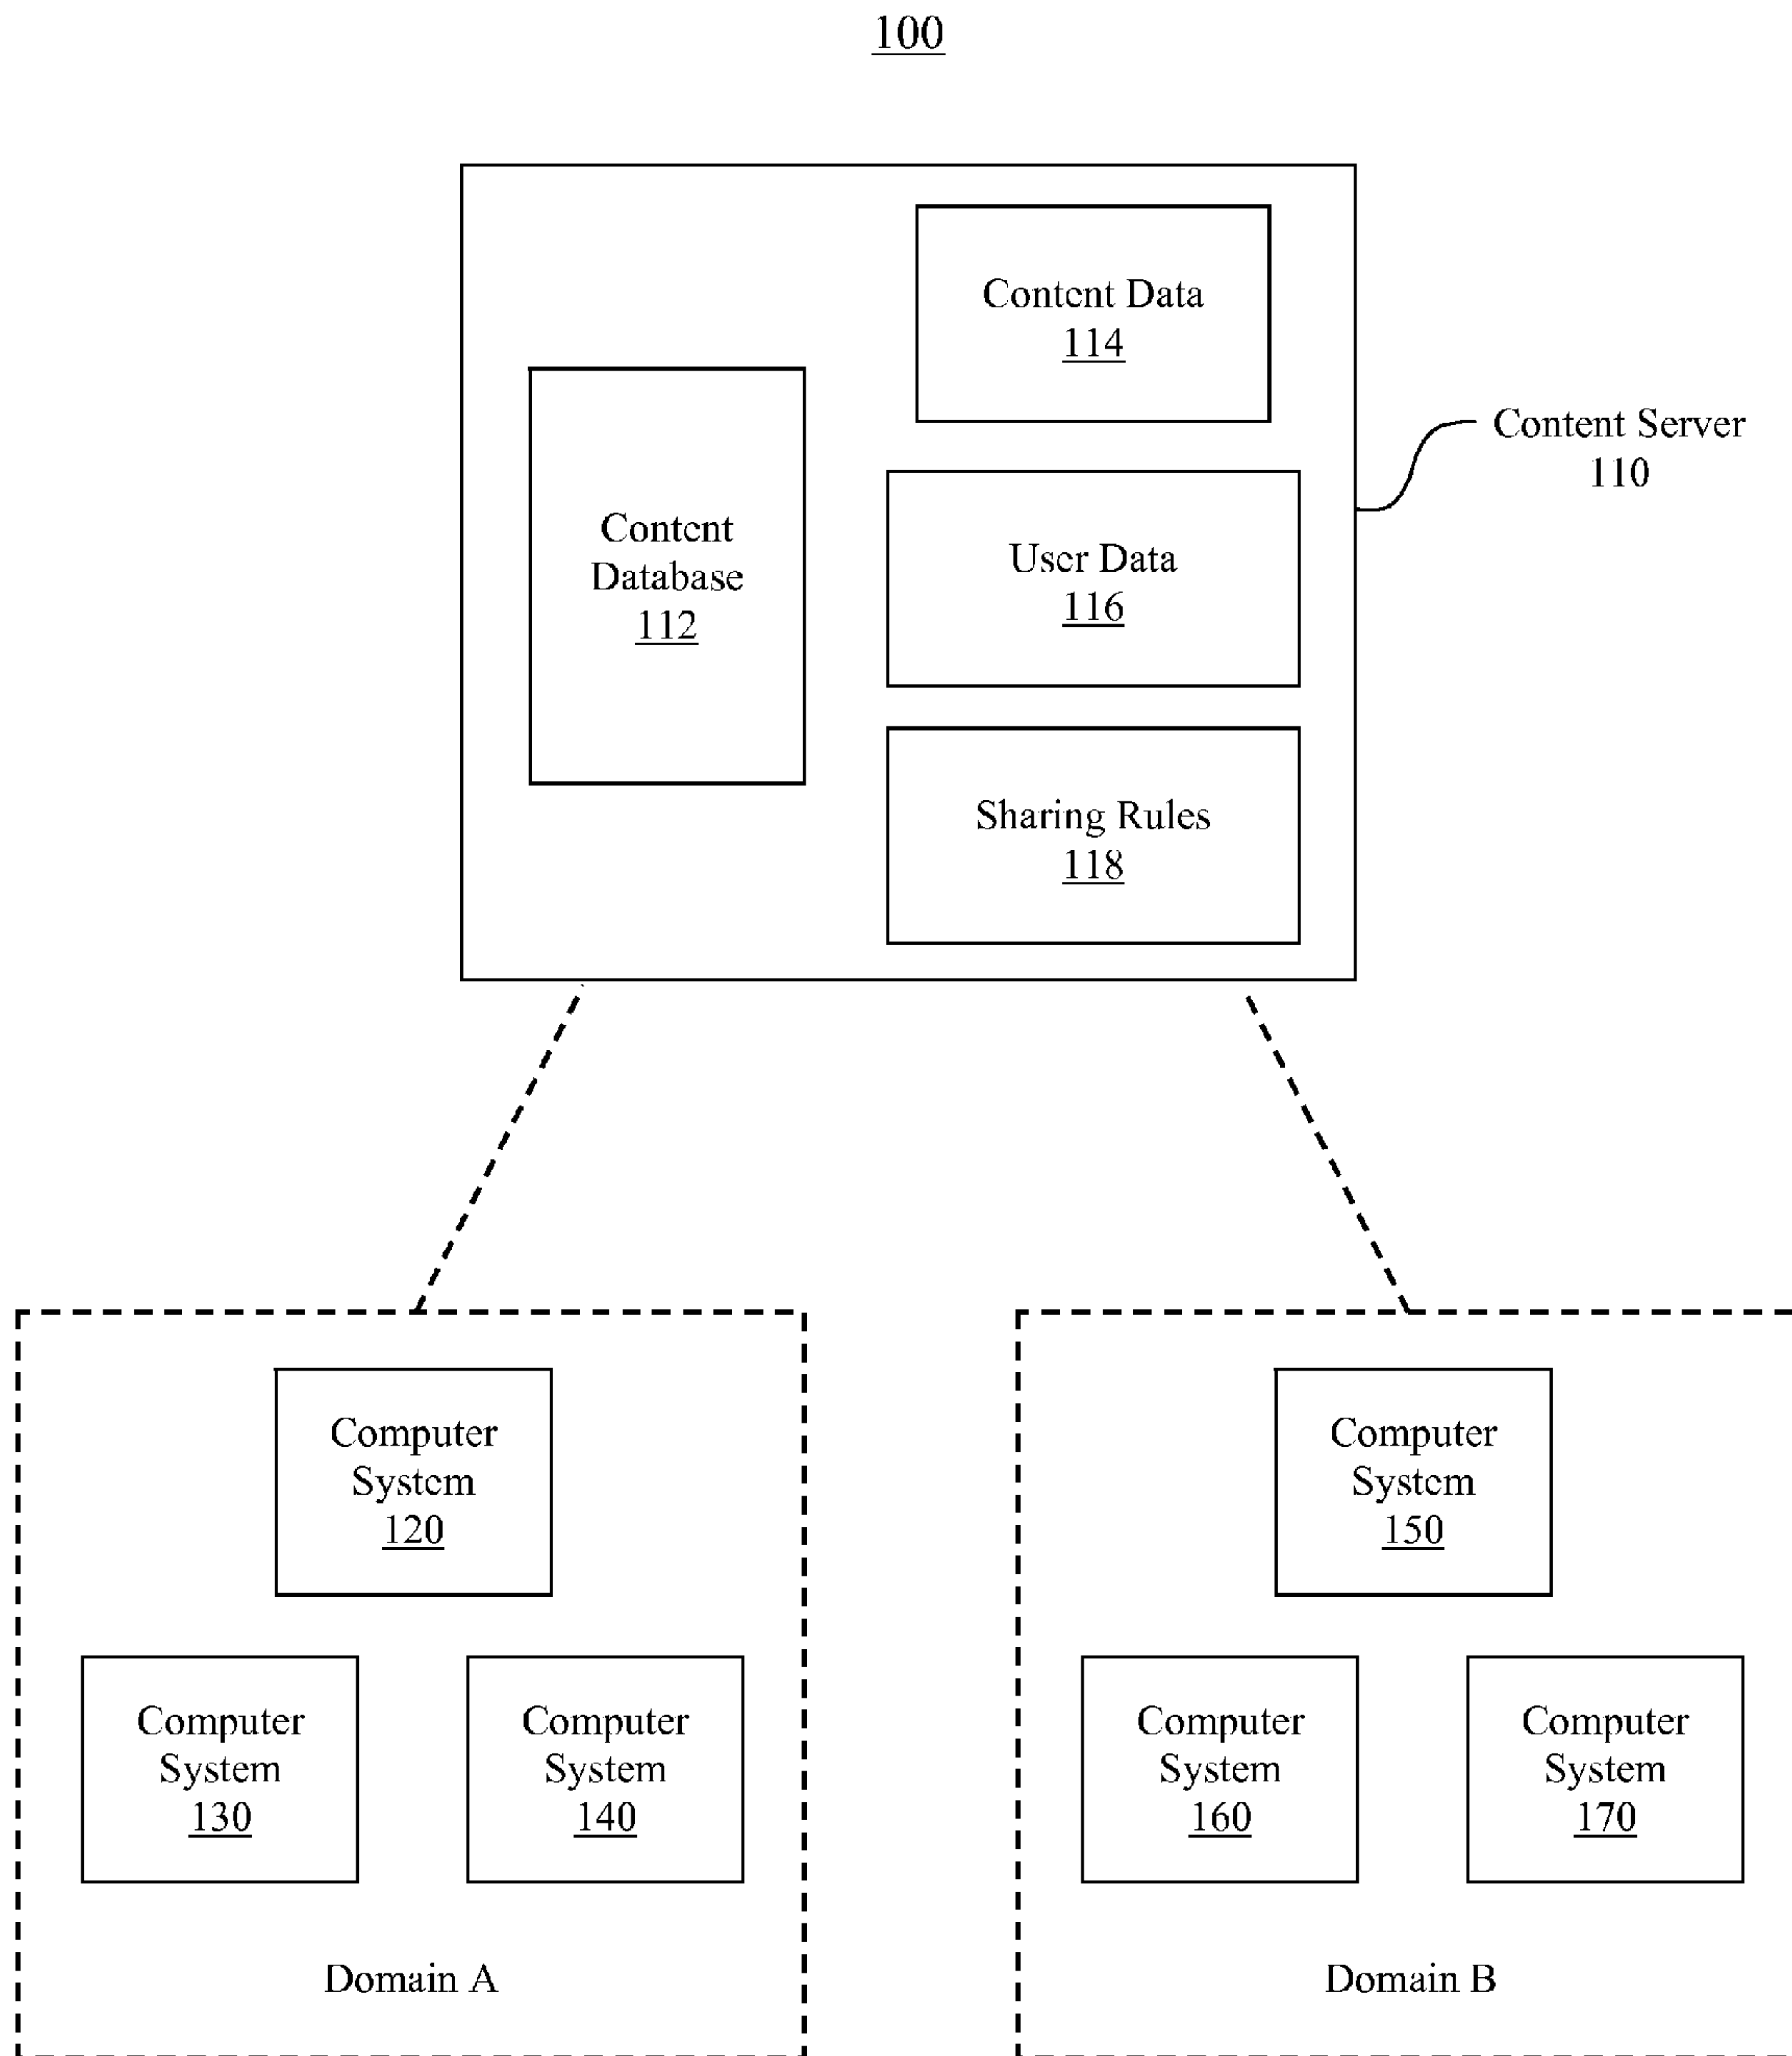 100
Content Data
114
Content Server
110
Content
Database
112
User Data
116
Sharing Rules
118
Computer
System
120
Computer
System
130
Computer
System
140
Domain A
Computer
System
150
Computer
System
160
Computer
System
170
Domain B